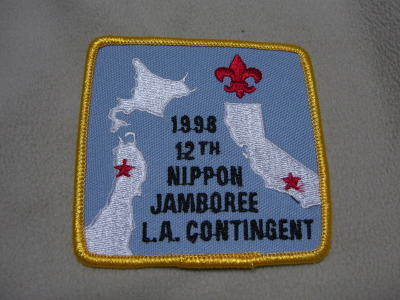 1998
12TH
NIPPON
JAMBOREE
L.A. CONTINGENT